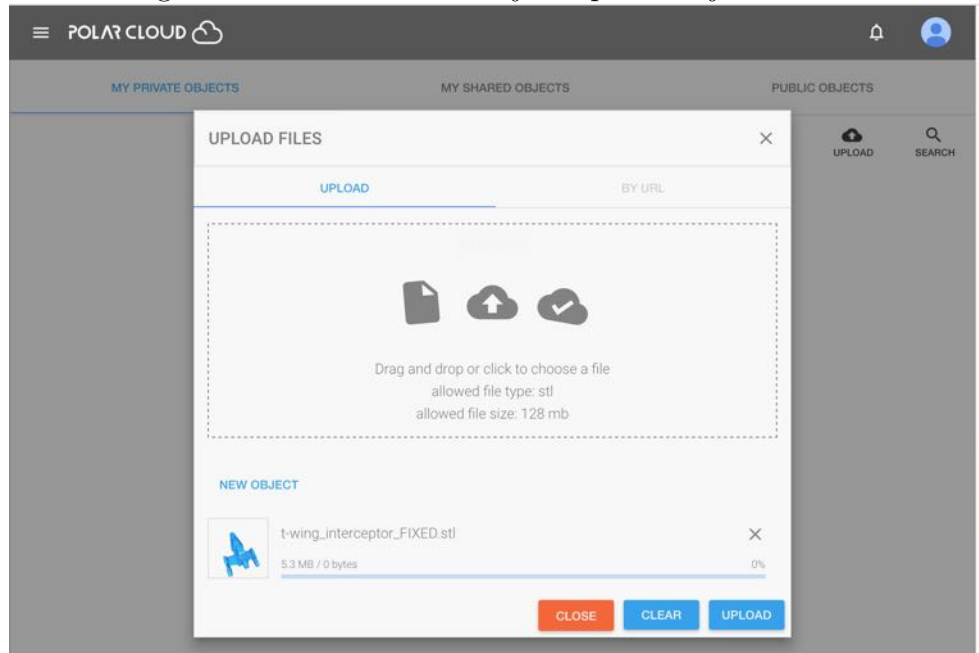 POLAR CLOUD
MY PRIVATE OBJECTS
MY SHARED OBJECTS
PUBLIC OBJECTS
UPLOAD FILES
UPLOAD
SEARCH
UPLOAD
BY URL
Drag and drop or click to choose a file
allowed file type: stl
allowed file size: 128 mb
NEW OBJECT
t-wing_interceptor_FIXED.stl
5.3 MB / 0 bytes
0%
CLOSE
CLEAR
UPLOAD